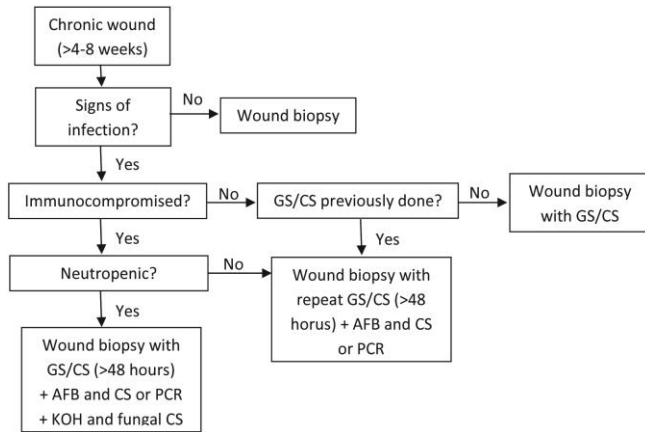 Chronic wound
(>4-8 weeks)
Signs of
infection?
No
Wound biopsy
Yes
Immunocompromised?
No
GS/CS previously done?
No
Wound biopsy
with GS/CS
Yes
Yes
Neutropenic?
No
Wound biopsy with
repeat GS/CS (>48
horus) + AFB and CS
or PCR
Yes
Wound biopsy with
GS/CS (>48 hours)
+ AFB and CS or PCR
+ KOH and fungal CS